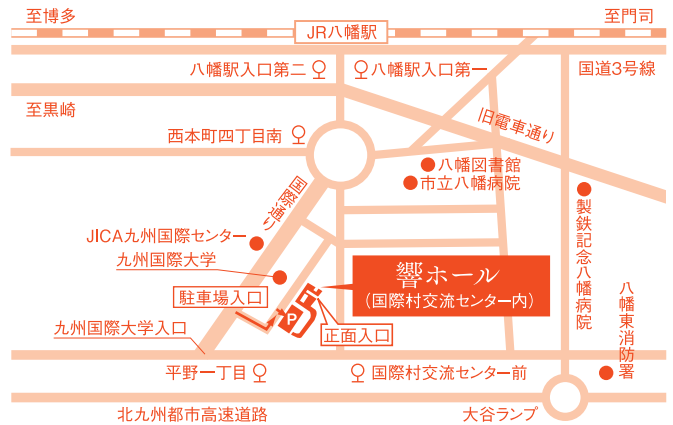 至博多
至門司
JR八幡駅
八幡駅入口第二
八幡駅入口第一
国道3号線
至黒崎
旧電車通り
西本町四丁目南
八幡図書館
市立八幡病院
国際通り
製鉄記念八幡病院
JICA九州国際センター
九州国際大学
響ホール
(国際村交流センター内)
駐車場入口
P
正面入口
八幡東消防署
九州国際大学入口
平野一丁目
国際村交流センター前
北九州都市高速道路
大谷ランプ